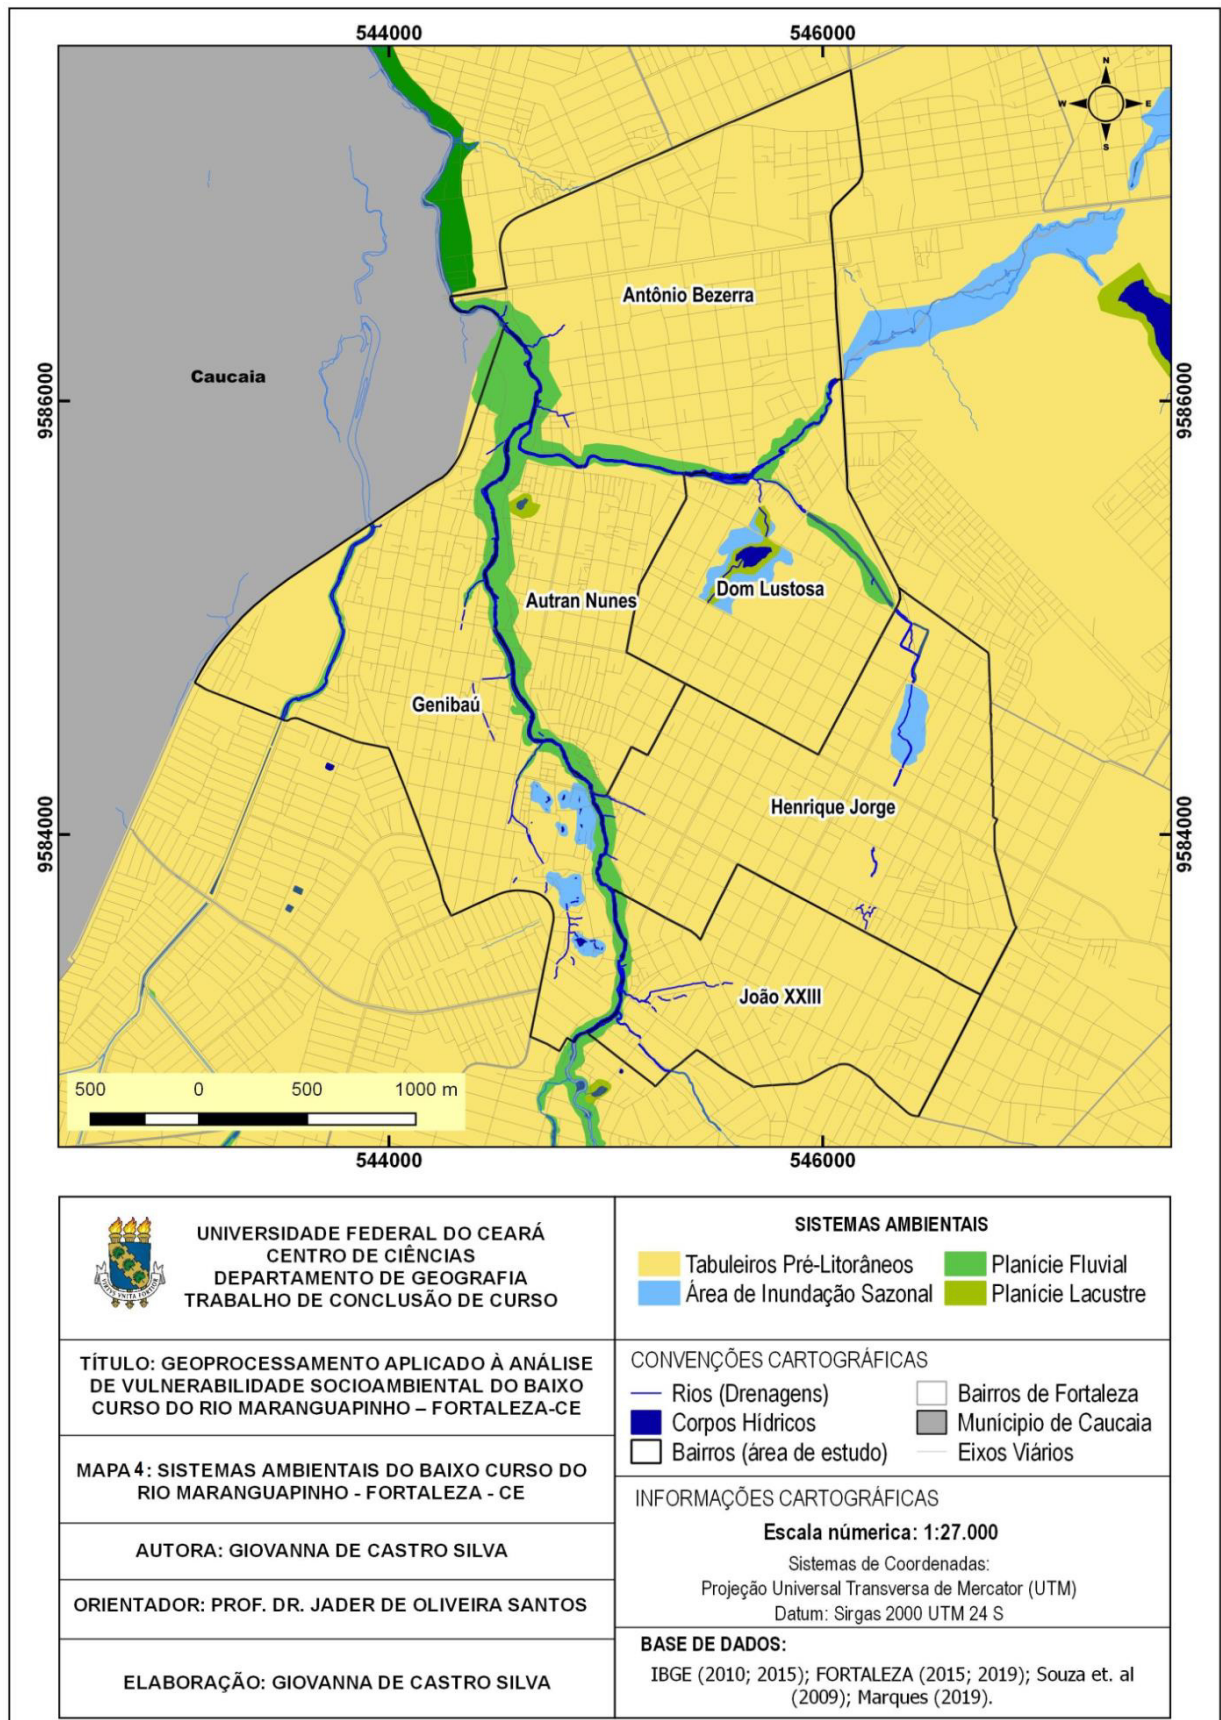 544000
546000
N
W
E
S
Antônio Bezerra
Caucaia
9586000
9586000
Dom Lustosa
Autran Nunes
Genibaú
Henrique Jorge
9584000
9584000
João XXIII
500 0 500 1000 m
544000
546000
UNIVERSIDADE FEDERAL DO CEARÁ
CENTRO DE CIÊNCIAS
DEPARTAMENTO DE GEOGRAFIA
TRABALHO DE CONCLUSÃO DE CURSO
TÍTULO: GEOPROCESSAMENTO APLICADO À ANÁLISE
DE VULNERABILIDADE SOCIOAMBIENTAL DO BAIXO
CURSO DO RIO MARANGUAPINHO – FORTALEZA-CE
MAPA 4: SISTEMAS AMBIENTAIS DO BAIXO CURSO DO
RIO MARANGUAPINHO - FORTALEZA - CE
AUTORA: GIOVANNA DE CASTRO SILVA
ORIENTADOR: PROF. DR. JADER DE OLIVEIRA SANTOS
ELABORAÇÃO: GIOVANNA DE CASTRO SILVA
SISTEMAS AMBIENTAIS
Tabuleiros Pré-Litorâneos
Planície Fluvial
Área de Inundação Sazonal
Planície Lacustre
CONVENÇÕES CARTOGRÁFICAS
Rios (Drenagens)
Bairros de Fortaleza
Corpos Hídricos
Munícipio de Caucaia
Bairros (área de estudo)
Eixos Viários
INFORMAÇÕES CARTOGRÁFICAS
Escala númerica: 1:27.000
Sistemas de Coordenadas:
Projeção Universal Transversa de Mercator (UTM)
Datum: Sirgas 2000 UTM 24 S
BASE DE DADOS:
IBGE (2010; 2015); FORTALEZA (2015; 2019); Souza et. al
(2009); Marques (2019).